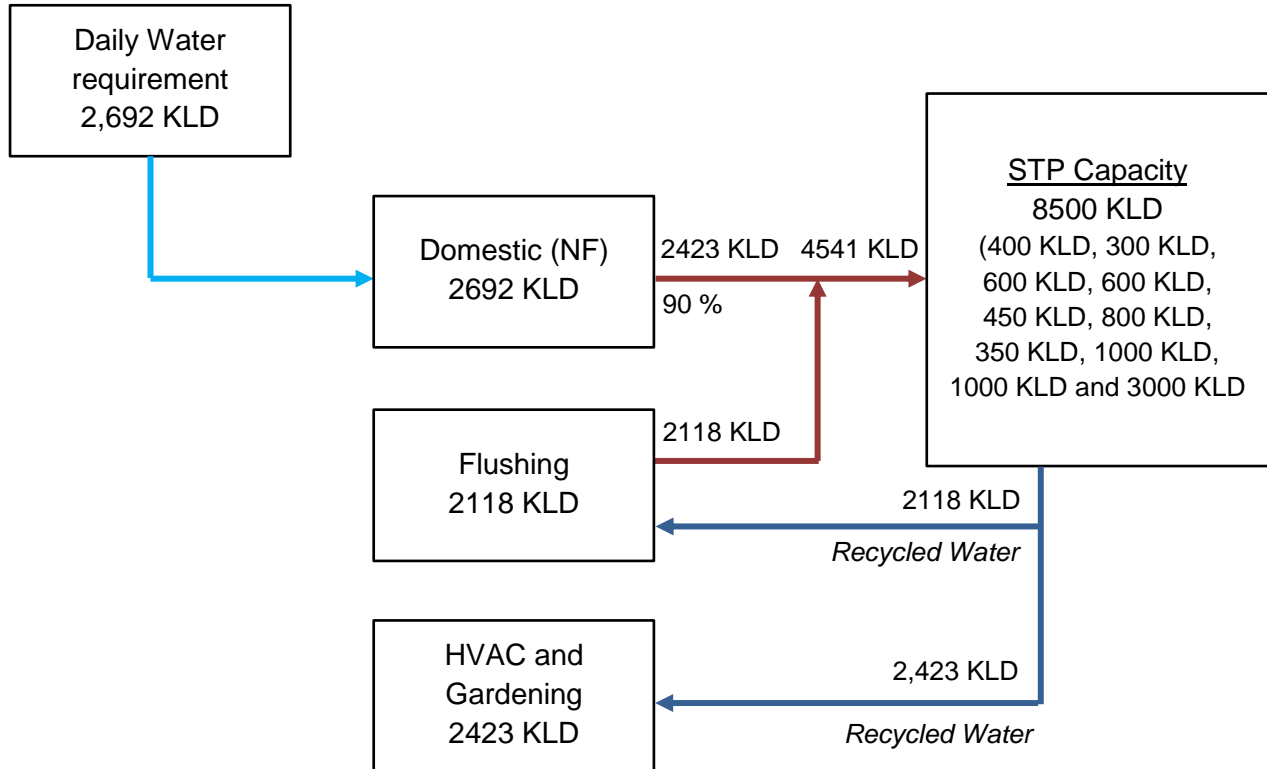 Daily Water
requirement
2,692 KLD
Domestic (NF)
2692 KLD
2423 KLD
90 %
4541 KLD
STP Capacity
8500 KLD
(400 KLD, 300 KLD,
600 KLD, 600 KLD,
450 KLD, 800 KLD,
350 KLD, 1000 KLD,
1000 KLD and 3000 KLD
Flushing
2118 KLD
2118 KLD
2118 KLD
Recycled Water
HVAC and
Gardening
2423 KLD
2,423 KLD
Recycled Water